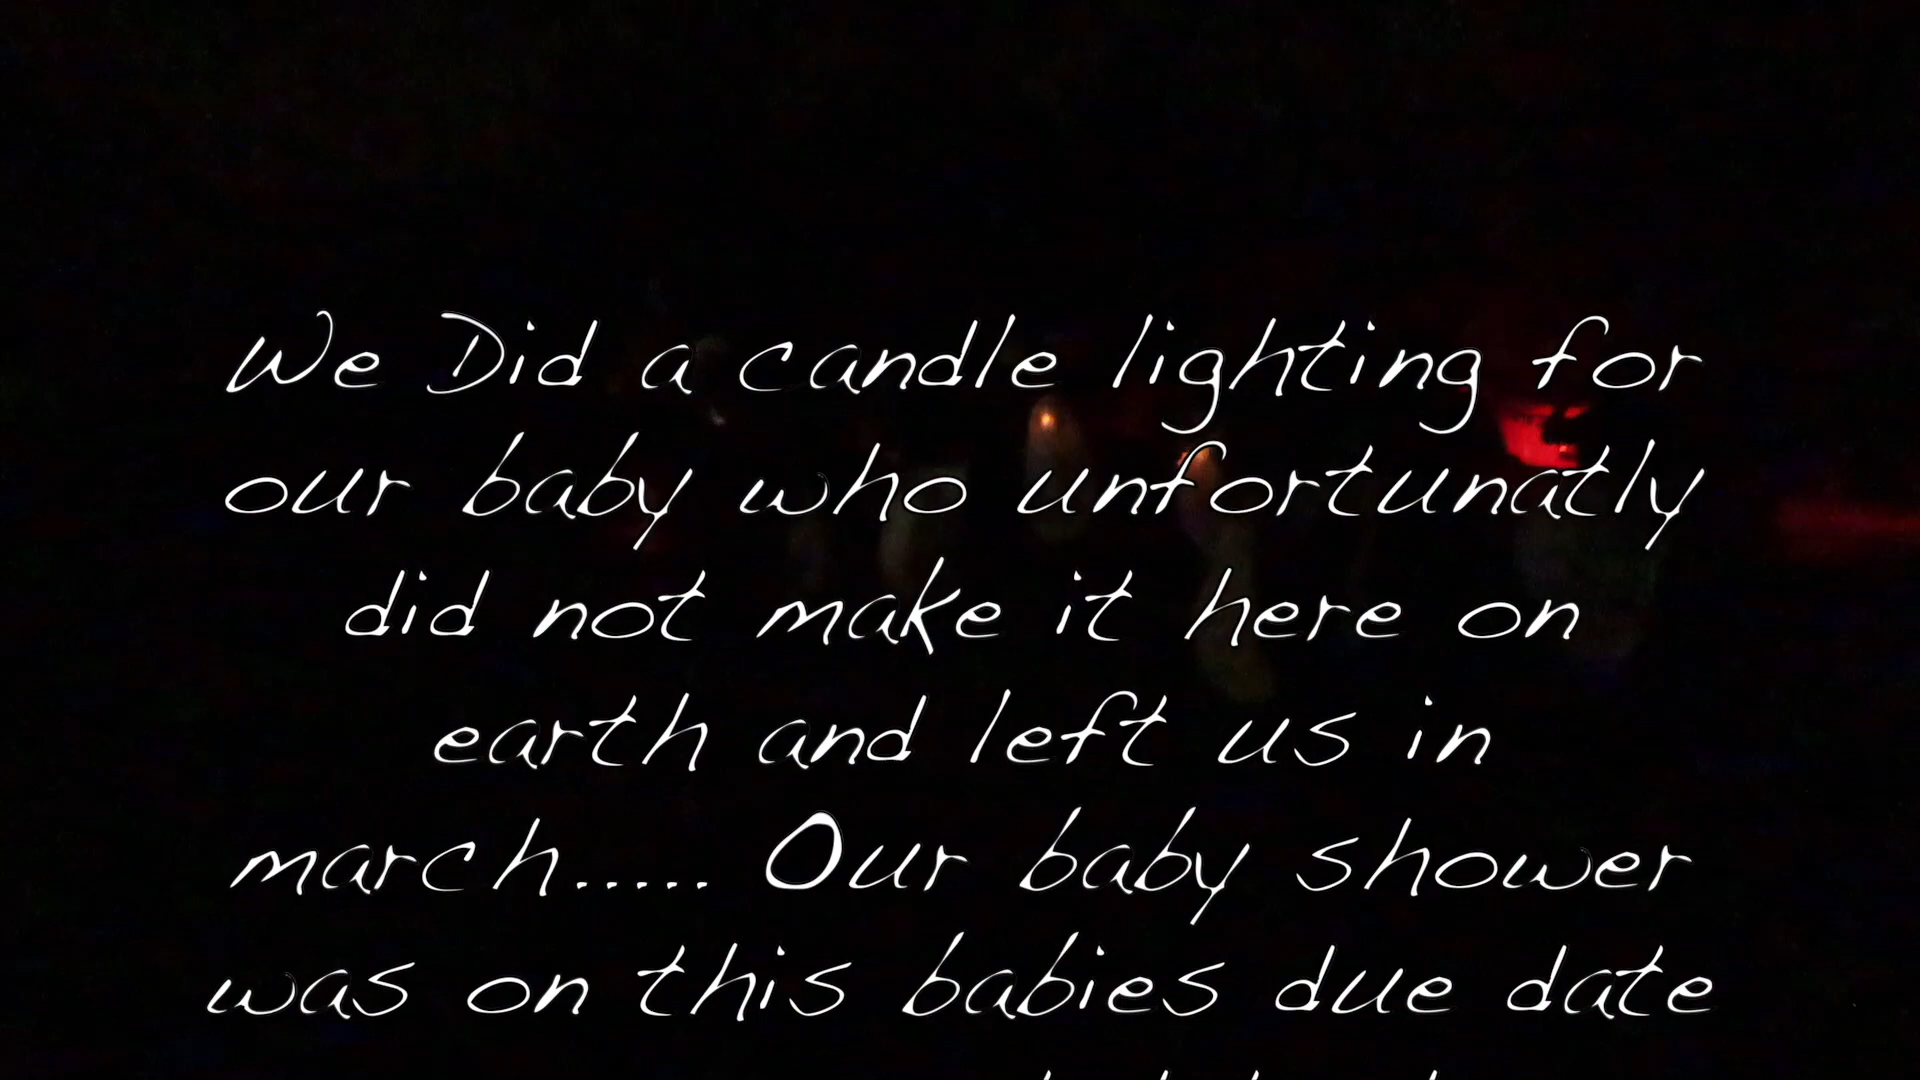 We Did a candle lighting for
our baby who unfortunatly
did not make it here on
earth and left us in
march..... Our baby shower
was on this babies due date